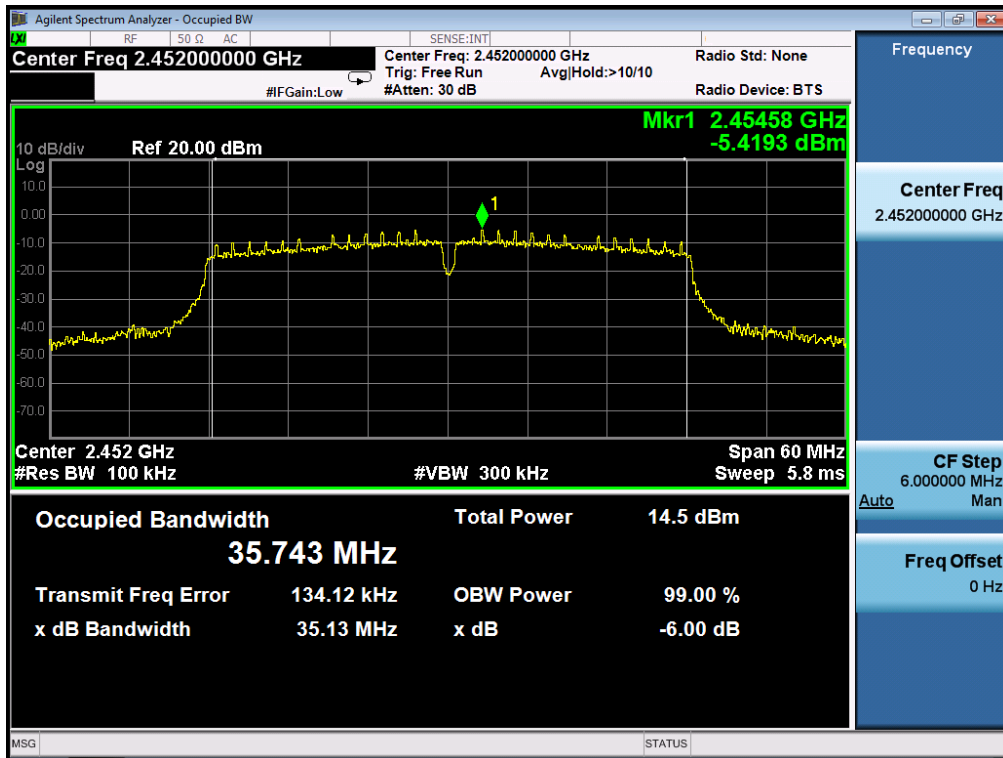 Agilent Spectrum Analyzer - Occupied BW
LXI RF 50 Ω AC SENSE:INT
Center Freq 2.452000000 GHz
#IFGain:Low
Center Freq: 2.452000000 GHz
Trig: Free Run Avg|Hold:>10/10
#Atten: 30 dB
Radio Std: None
Radio Device: BTS
Mkr1 2.45458 GHz
-5.4193 dBm
10 dB/div Ref 20.00 dBm
Log
10.0
0.00
-10.0
-20.0
-30.0
-40.0
-50.0
-60.0
-70.0
1
Center 2.452 GHz Span 60 MHz
#Res BW 100 kHz #VBW 300 kHz Sweep 5.8 ms
Occupied Bandwidth Total Power 14.5 dBm
35.743 MHz
Transmit Freq Error 134.12 kHz OBW Power 99.00 %
x dB Bandwidth 35.13 MHz x dB -6.00 dB
MSG STATUS
Frequency
Center Freq
2.452000000 GHz
CF Step
6.000000 MHz
Auto Man
Freq Offset
0 Hz